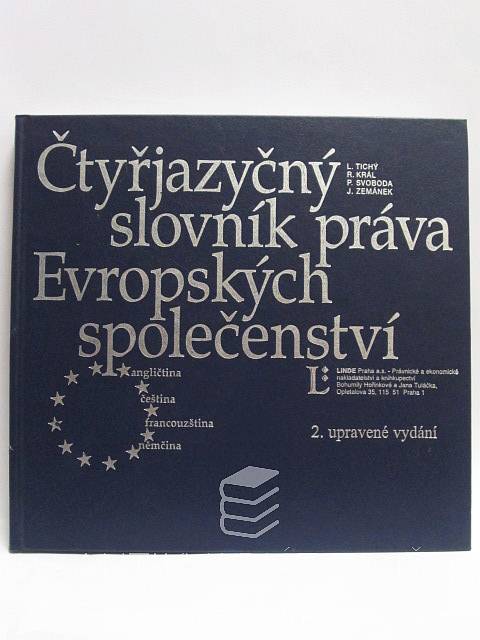 Čtyřjazyčný
L. TICHÝ
R. KRÁL
P. SVOBODA
J. ZEMÁNEK
slovník práva
Evropských
společenství
angličtina
čeština
francouzština
němčina
LINDE Praha a.s. - Právnické a ekonomické
nakladatelství a knihkupectví
Bohumily Hořínkové a Jana Tuláčka,
Opletalova 35, 115 51 Praha 1
L
2. upravené vydání